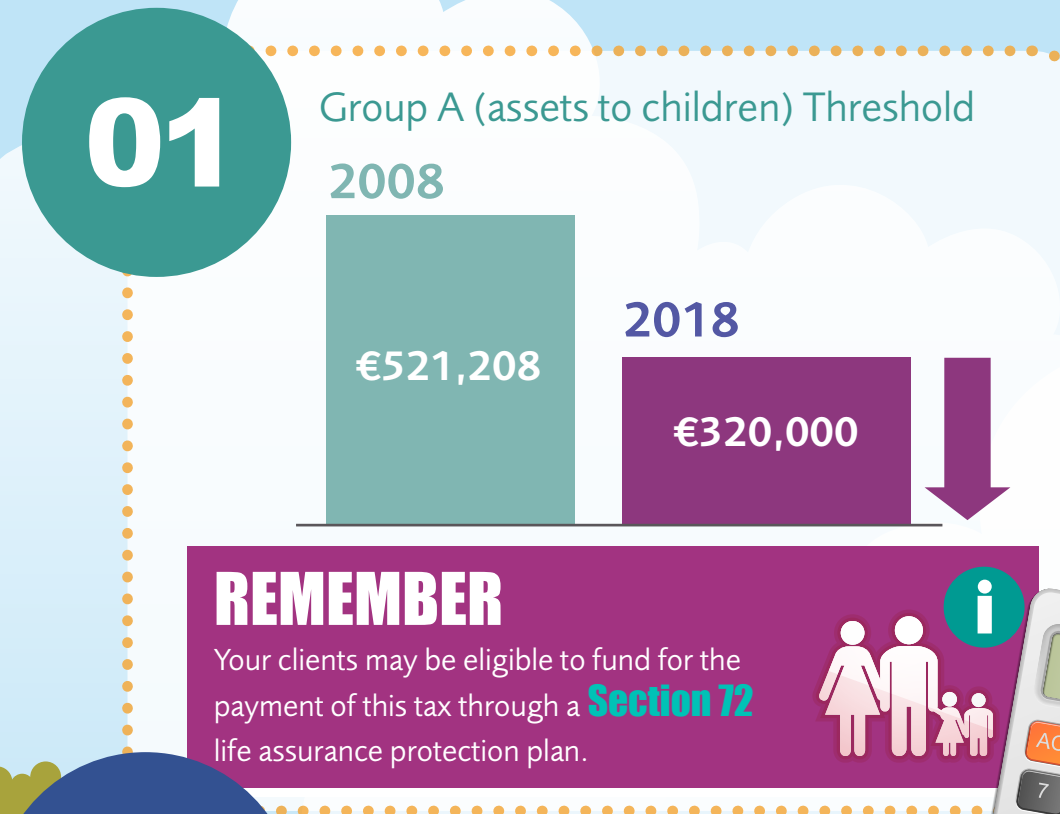 01
Group A (assets to children) Threshold
2008
€521,208
2018
€320,000
REMEMBER
i
Your clients may be eligible to fund for the
payment of this tax through a Section 72
life assurance protection plan.
7